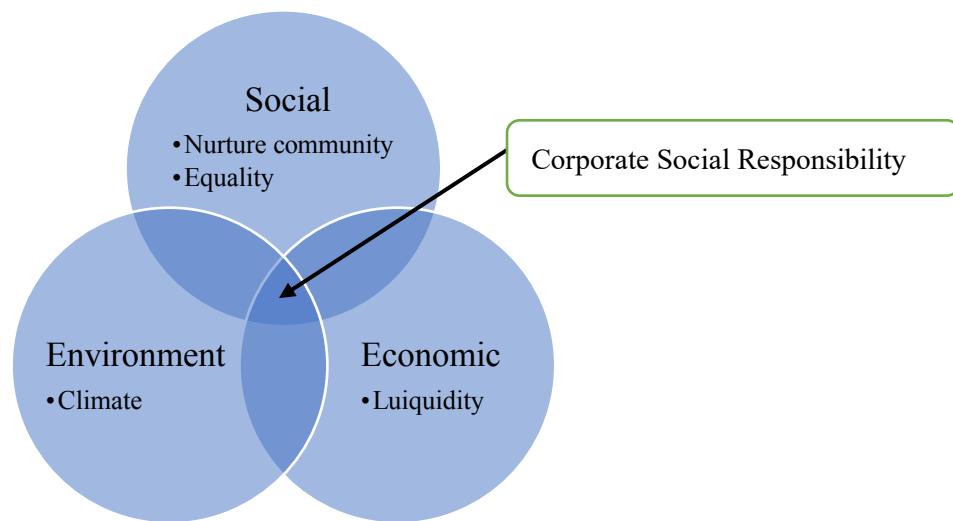 Social
•Nurture community
•Equality
Corporate Social Responsibility
Environment
•Climate
Economic
•Luiquidity